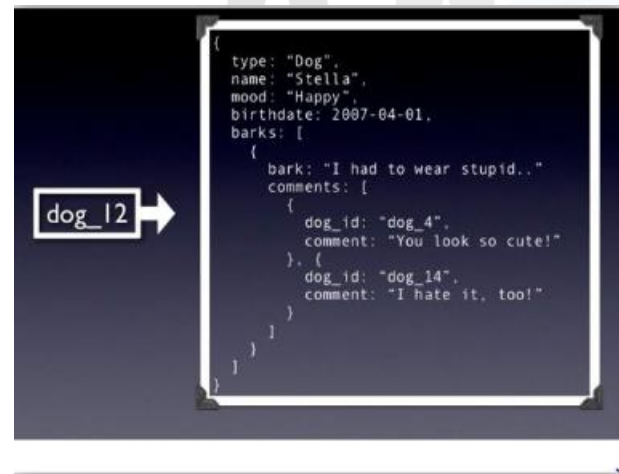 {
type: "Dog",
name: "Stella",
mood: "Happy",
birthdate: 2007-04-01,
barks: [
{
bark: "I had to wear stupid.."
comments: [
{
dog_id: "dog_4",
comment: "You look so cute!"
}, {
dog_id: "dog_14",
comment: "I hate it, too!"
}
]
}
]
}
dog_12